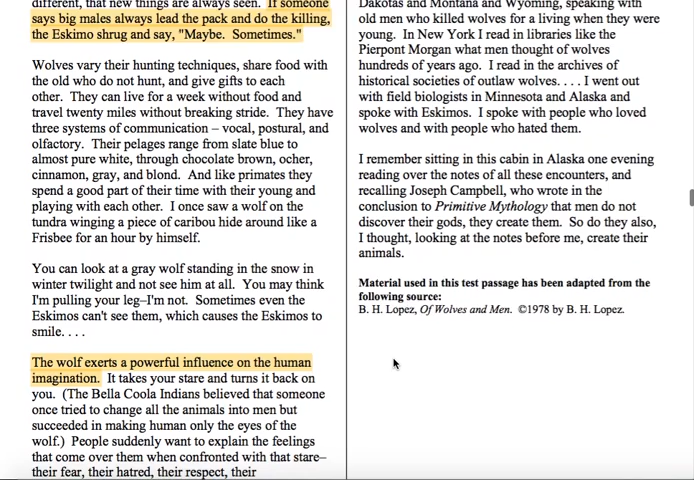 different, that new things are always seen. If someone
says big males always lead the pack and do the killing,
the Eskimo shrug and say, "Maybe. Sometimes."
Wolves vary their hunting techniques, share food with
the old who do not hunt, and give gifts to each
other. They can live for a week without food and
travel twenty miles without breaking stride. They have
three systems of communication – vocal, postural, and
olfactory. Their pelages range from slate blue to
almost pure white, through chocolate brown, ocher,
cinnamon, gray, and blond. And like primates they
spend a good part of their time with their young and
playing with each other. I once saw a wolf on the
tundra winging a piece of caribou hide around like a
Frisbee for an hour by himself.
You can look at a gray wolf standing in the snow in
winter twilight and not see him at all. You may think
I'm pulling your leg–I'm not. Sometimes even the
Eskimos can't see them, which causes the Eskimos to
smile. . . .
The wolf exerts a powerful influence on the human
imagination. It takes your stare and turns it back on
you. (The Bella Coola Indians believed that someone
once tried to change all the animals into men but
succeeded in making human only the eyes of the
wolf.) People suddenly want to explain the feelings
that come over them when confronted with that stare–
their fear, their hatred, their respect, their
Dakotas and Montana and Wyoming, speaking with
old men who killed wolves for a living when they were
young. In New York I read in libraries like the
Pierpont Morgan what men thought of wolves
hundreds of years ago. I read in the archives of
historical societies of outlaw wolves. . . . I went out
with field biologists in Minnesota and Alaska and
spoke with Eskimos. I spoke with people who loved
wolves and with people who hated them.
I remember sitting in this cabin in Alaska one evening
reading over the notes of all these encounters, and
recalling Joseph Campbell, who wrote in the
conclusion to Primitive Mythology that men do not
discover their gods, they create them. So do they also,
I thought, looking at the notes before me, create their
animals.
Material used in this test passage has been adapted from the
following source:
B. H. Lopez, Of Wolves and Men. ©1978 by B. H. Lopez.